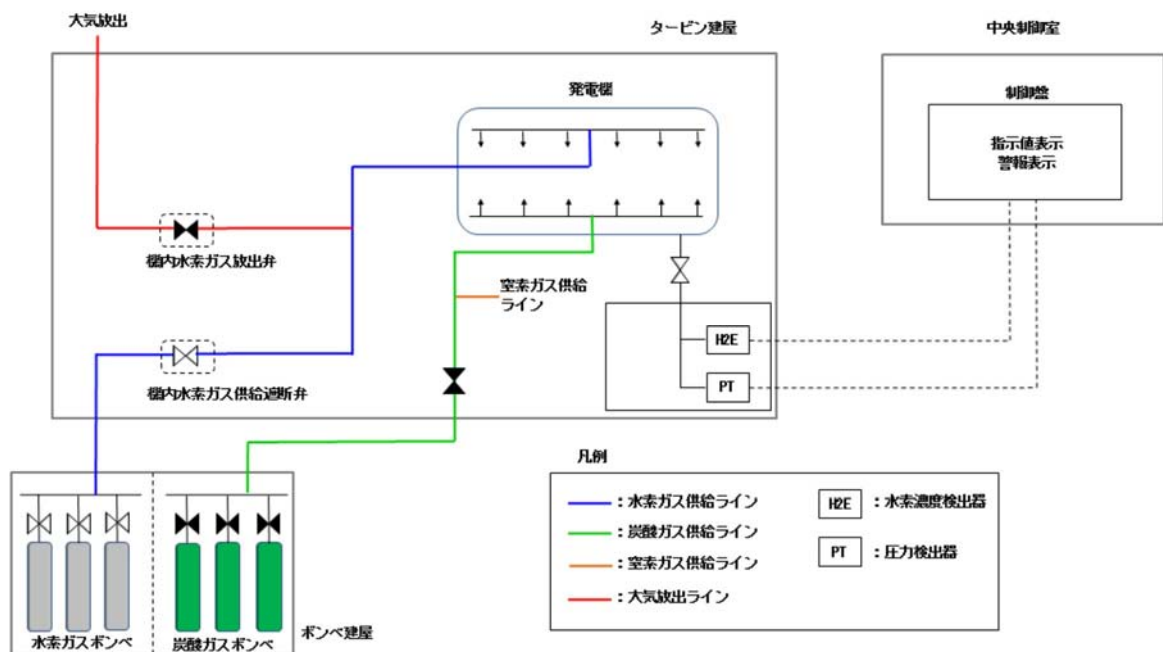 大気放出
タービン建屋
中央制御室
発電機
制御盤
指示値表示
警報表示
機内水素ガス放出弁
窒素ガス供給
ライン
H2E
機内水素ガス供給遮断弁
PT
凡例
:水素ガス供給ライン
H2E
:水素濃度検出器
:炭酸ガス供給ライン
PT
:圧力検出器
:窒素ガス供給ライン
:大気放出ライン
水素ガスボンベ
炭酸ガスボンベ
ボンベ建屋